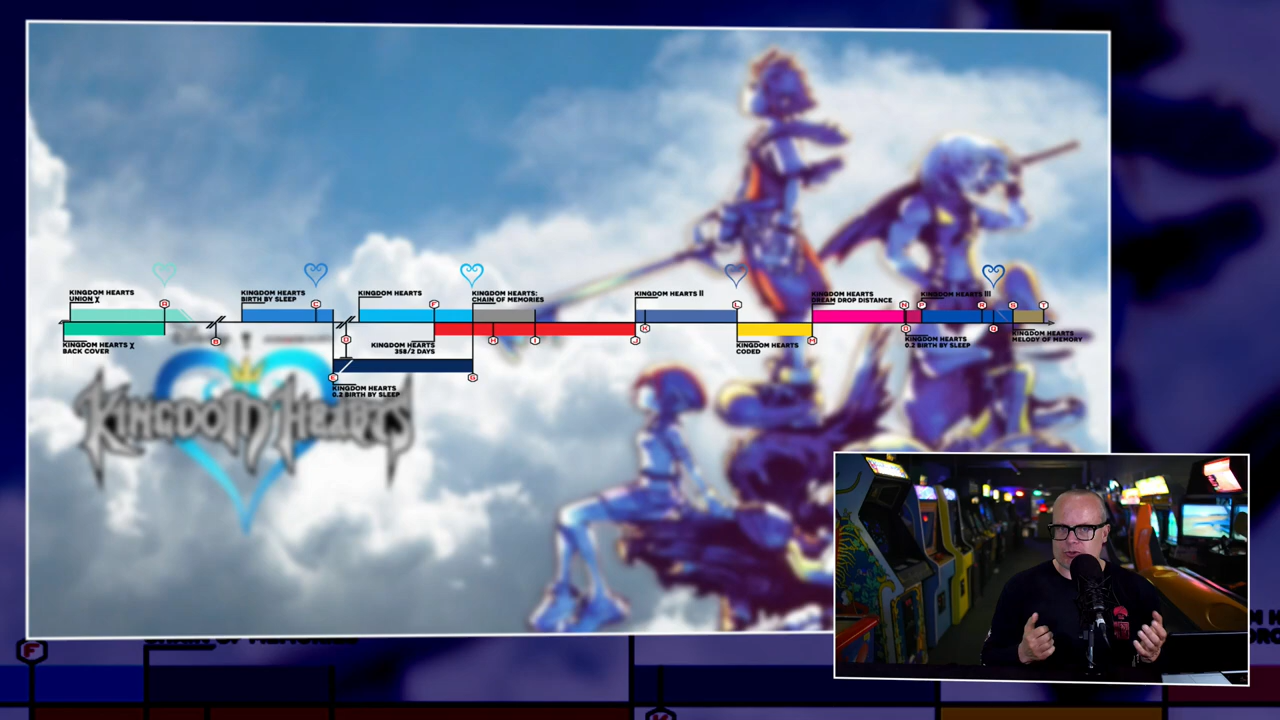 KINGDOM HEARTS
UNION χ
KINGDOM HEARTS
BIRTH BY SLEEP
KINGDOM HEARTS
KINGDOM HEARTS:
CHAIN OF MEMORIES
KINGDOM HEARTS II
KINGDOM HEARTS
DREAM DROP DISTANCE
KINGDOM HEARTS III
C
F
L
N
P
R
S
T
KINGDOM HEARTS χ
BACK COVER
B
D
KINGDOM HEARTS
358/2 DAYS
H
I
J
K
KINGDOM HEARTS
CODED
M
O
KINGDOM HEARTS
0.2 BIRTH BY SLEEP
Q
KINGDOM HEARTS
MELODY OF MEMORY
E
G
KINGDOM HEARTS
0.2 BIRTH BY SLEEP
KINGDOM HEARTS
F
K